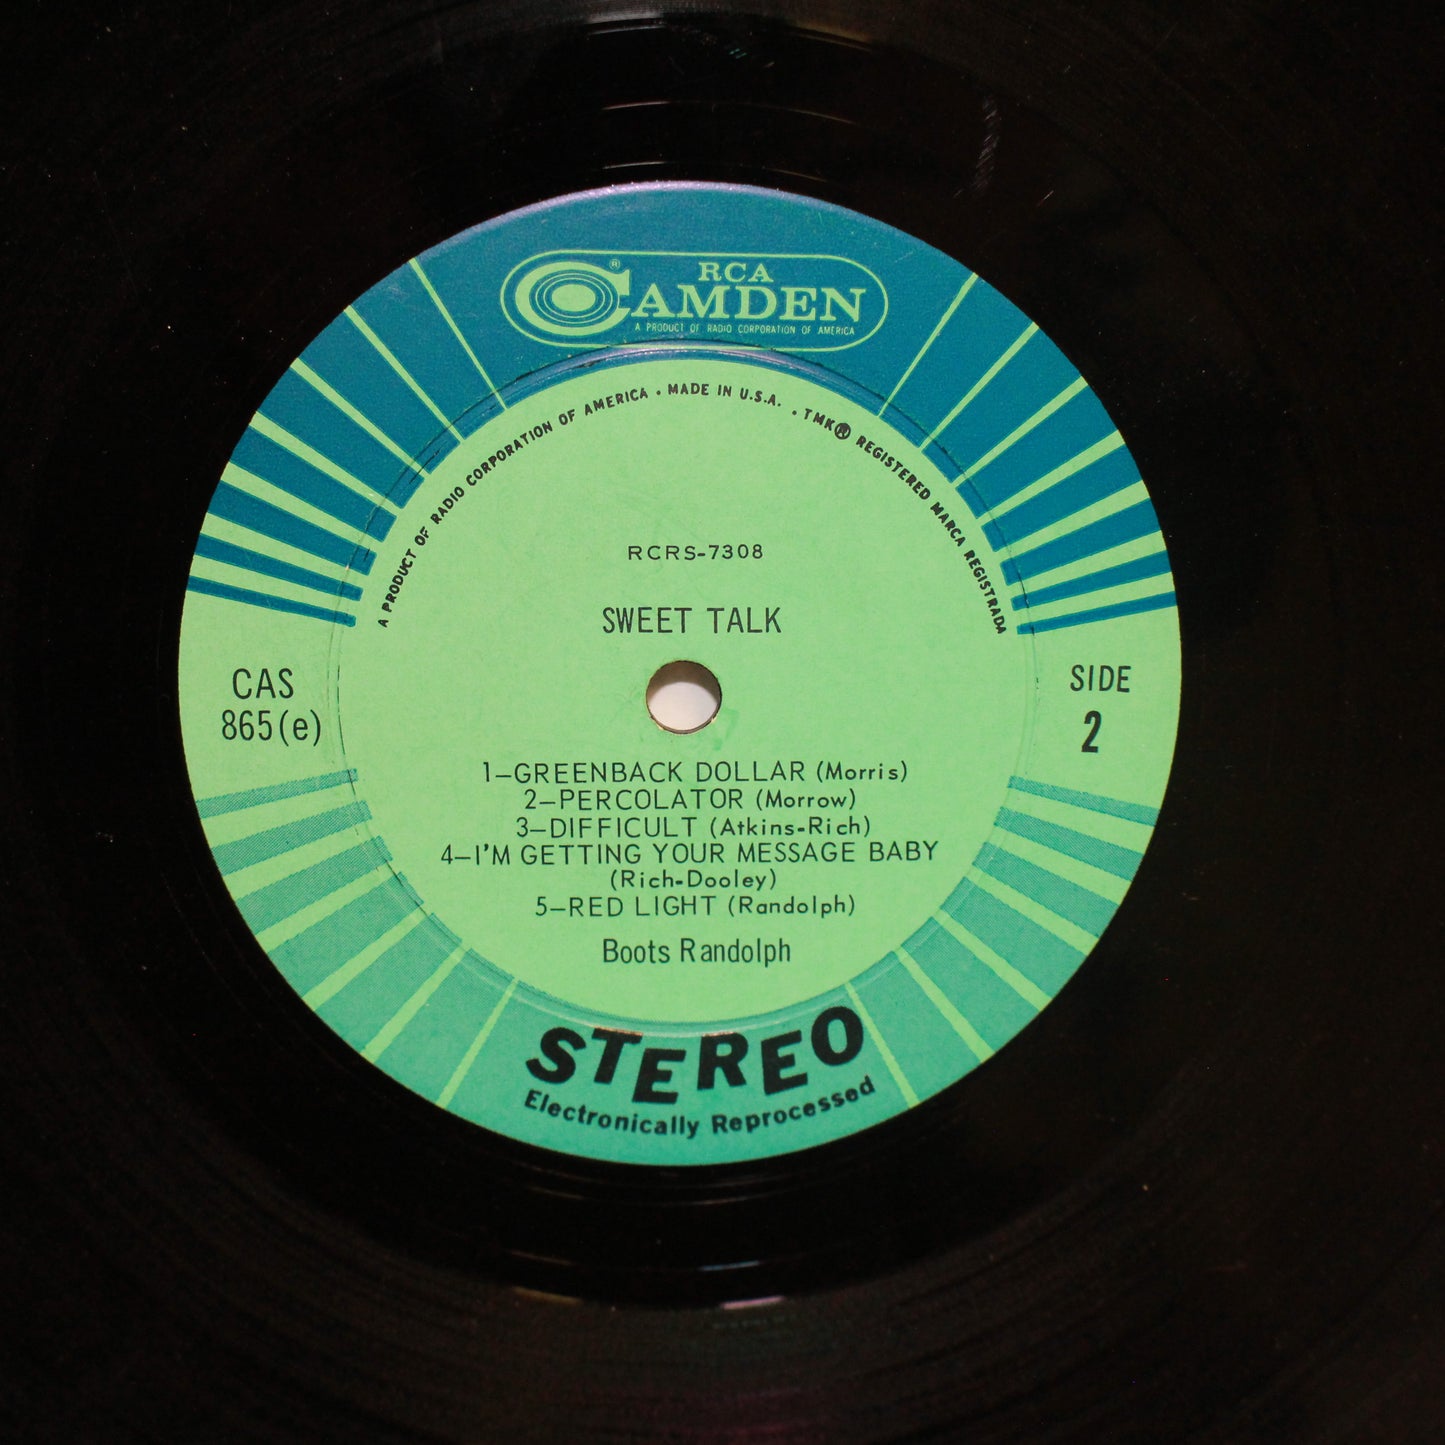 RCA
CAMDEN ®
A PRODUCT OF RADIO CORPORATION OF AMERICA
A PRODUCT OF RADIO CORPORATION OF AMERICA • MADE IN U.S.A. • TMK® REGISTERED MARCA REGISTRADA
RCRS-7308
SWEET TALK
CAS
865(e)
SIDE
2
1—GREENBACK DOLLAR (Morris)
2—PERCOLATOR (Morrow)
3—DIFFICULT (Atkins-Rich)
4—I'M GETTING YOUR MESSAGE BABY
(Rich-Dooley)
5—RED LIGHT (Randolph)
Boots Randolph
STEREO
Electronically Reprocessed